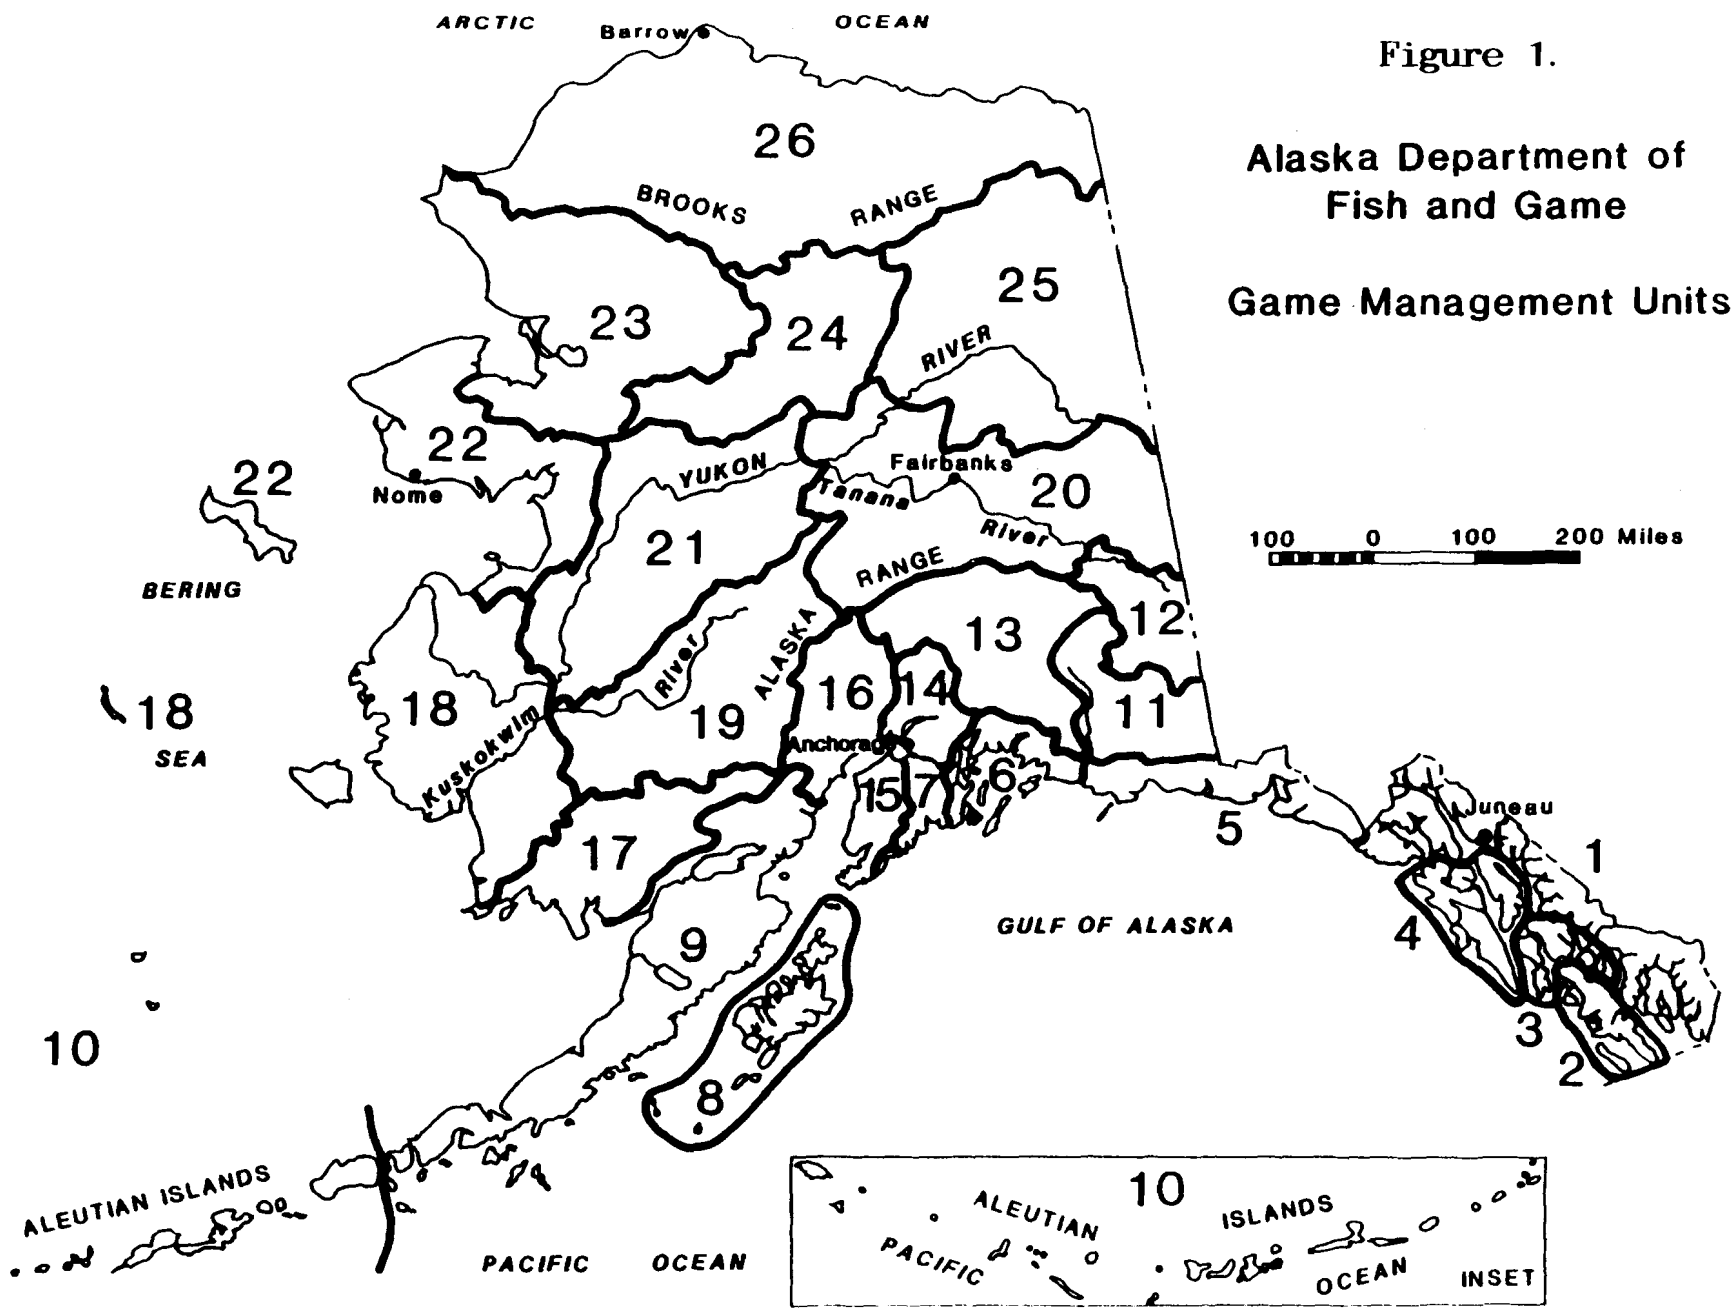 ARCTIC OCEAN
Barrow
Figure 1.
Alaska Department of
Fish and Game
Game Management Units
26
BROOKS RANGE
25
23
24
RIVER
22
22
Nome
YUKON
Fairbanks
Tanana River
20
100 0 100 200 Miles
21
RANGE
BERING
SEA
12
13
ALASKA
River
16
14
11
18
18
19
Kuskokwim
Anchorage
15
7
6
5
Juneau
1
17
4
GULF OF ALASKA
9
3
2
10
8
ALEUTIAN ISLANDS
PACIFIC OCEAN
10
ALEUTIAN ISLANDS
PACIFIC OCEAN
INSET